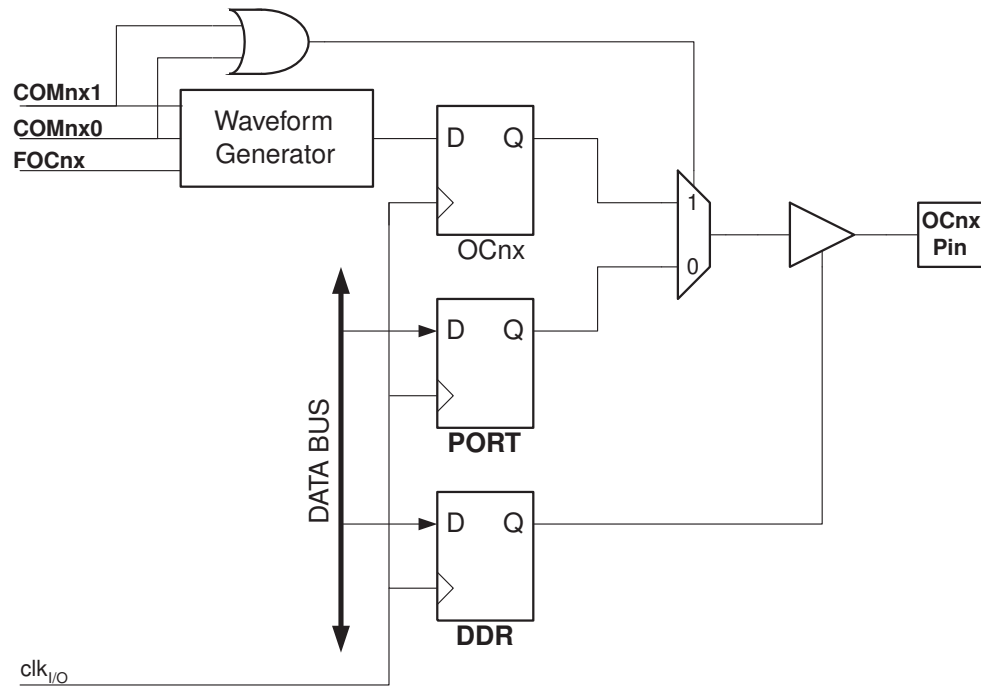 COMnx1
COMnx0
FOCnx
Waveform
Generator
D Q
OCnx
1
0
OCnx
Pin
D Q
PORT
DATA BUS
D Q
DDR
clkI/O